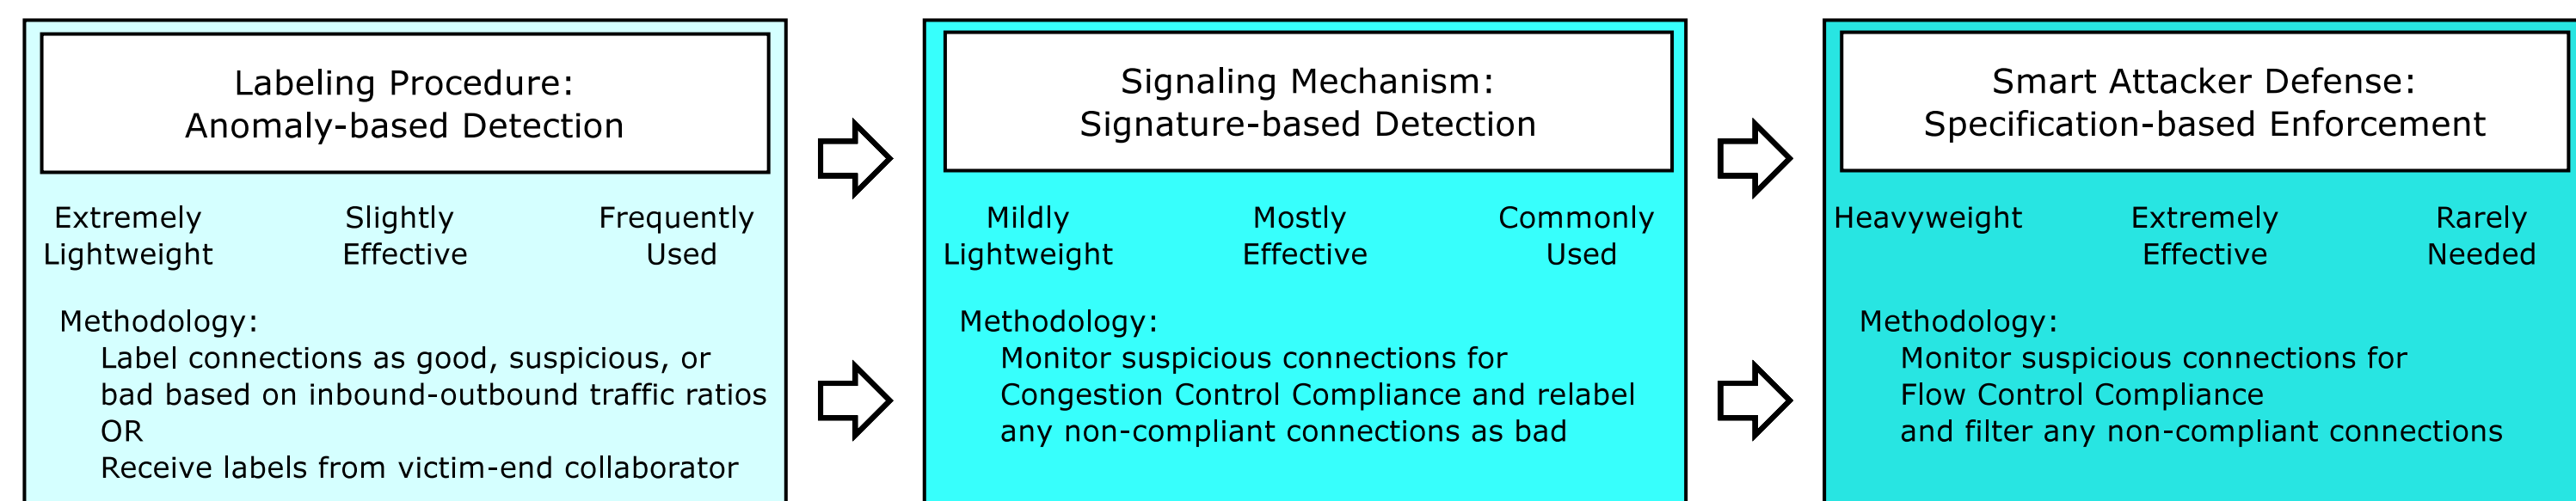 Labeling Procedure:
Anomaly-based Detection
Extremely Lightweight
Slightly Effective
Frequently Used
Methodology:
Label connections as good, suspicious, or
bad based on inbound-outbound traffic ratios
OR
Receive labels from victim-end collaborator
Signaling Mechanism:
Signature-based Detection
Mildly Lightweight
Mostly Effective
Commonly Used
Methodology:
Monitor suspicious connections for
Congestion Control Compliance and relabel
any non-compliant connections as bad
Smart Attacker Defense:
Specification-based Enforcement
Heavyweight
Extremely Effective
Rarely Needed
Methodology:
Monitor suspicious connections for
Flow Control Compliance
and filter any non-compliant connections